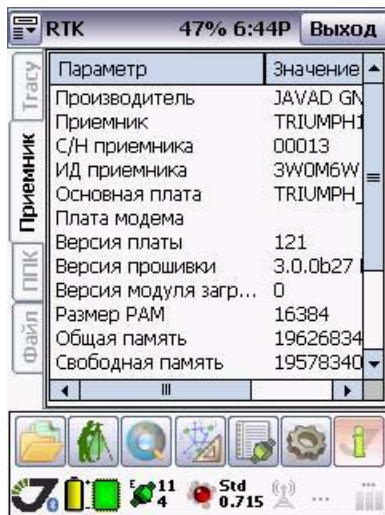 RTK 47% 6:44P Выход
Tracy
Приемник
ППК
Файл
Параметр Значение
Производитель JAVAD GN
Приемник TRIUMPH1
С/Н приемника 00013
ИД приемника 3W0M6W
Основная плата TRIUMPH_
Плата модема
Версия платы 121
Версия прошивки 3.0.0b27
Версия модуля загр... 0
Размер РАМ 16384
Общая память 19626834
Свободная память 19578340
11
4
Std
0.715
...